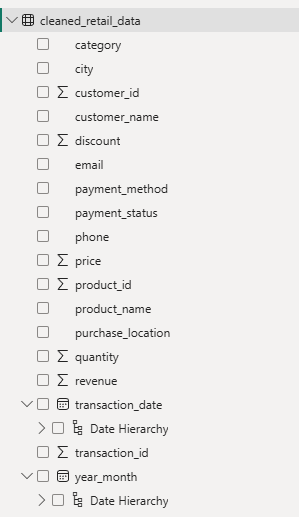 cleaned_retail_data
category
city
customer_id
customer_name
discount
email
payment_method
payment_status
phone
price
product_id
product_name
purchase_location
quantity
revenue
transaction_date
Date Hierarchy
transaction_id
year_month
Date Hierarchy